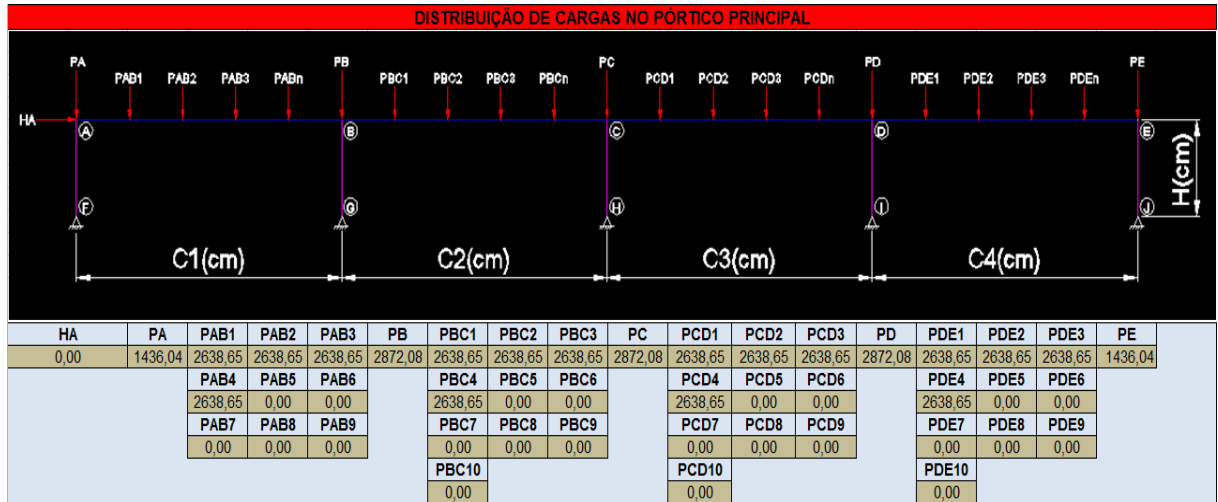 DISTRIBUIÇÃO DE CARGAS NO PÓRTICO PRINCIPAL
PA PAB1 PAB2 PAB3 PABn PB PBC1 PBC2 PBC3 PBCn PC PCD1 PCD2 PCD3 PCDn PD PDE1 PDE2 PDE3 PDEn PE
HA
A B C D E
H(cm)
F G H I J
C1(cm) C2(cm) C3(cm) C4(cm)
HA PA PAB1 PAB2 PAB3 PB PBC1 PBC2 PBC3 PC PCD1 PCD2 PCD3 PD PDE1 PDE2 PDE3 PE
0,00 1436,04 2638,65 2638,65 2638,65 2872,08 2638,65 2638,65 2638,65 2872,08 2638,65 2638,65 2638,65 2872,08 2638,65 2638,65 2638,65 1436,04
PAB4 PAB5 PAB6 PBC4 PBC5 PBC6 PCD4 PCD5 PCD6 PDE4 PDE5 PDE6
2638,65 0,00 0,00 2638,65 0,00 0,00 2638,65 0,00 0,00 2638,65 0,00 0,00
PAB7 PAB8 PAB9 PBC7 PBC8 PBC9 PCD7 PCD8 PCD9 PDE7 PDE8 PDE9
0,00 0,00 0,00 0,00 0,00 0,00 0,00 0,00 0,00 0,00 0,00 0,00
PBC10 PCD10 PDE10
0,00 0,00 0,00